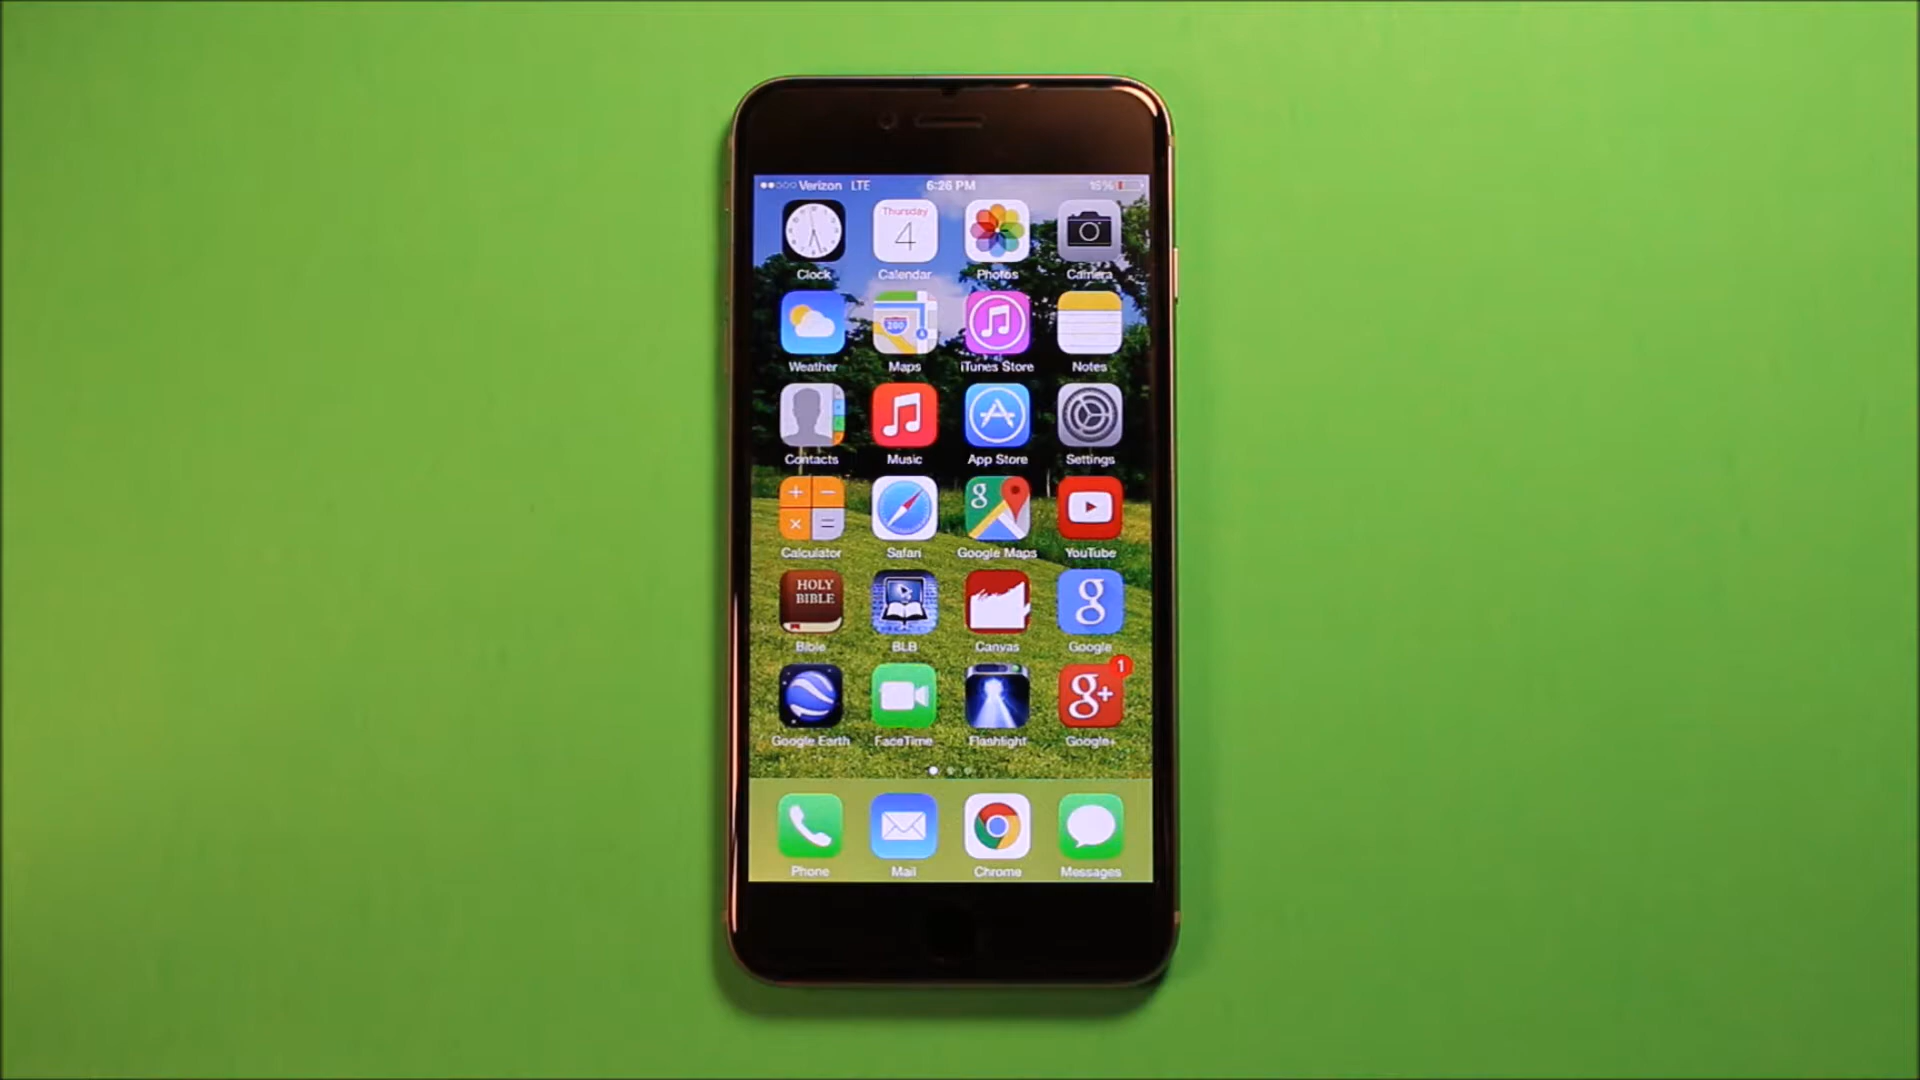 Verizon LTE 6:26 PM 15%
Thursday
4
Clock Calendar Photos Camera
280
Weather Maps iTunes Store Notes
Contacts Music App Store Settings
g
Calculator Safari Google Maps YouTube
HOLY
BIBLE
g
Bible BLB Canvas Google
1
g+
Google Earth FaceTime Flashlight Google+
Phone Mail Chrome Messages